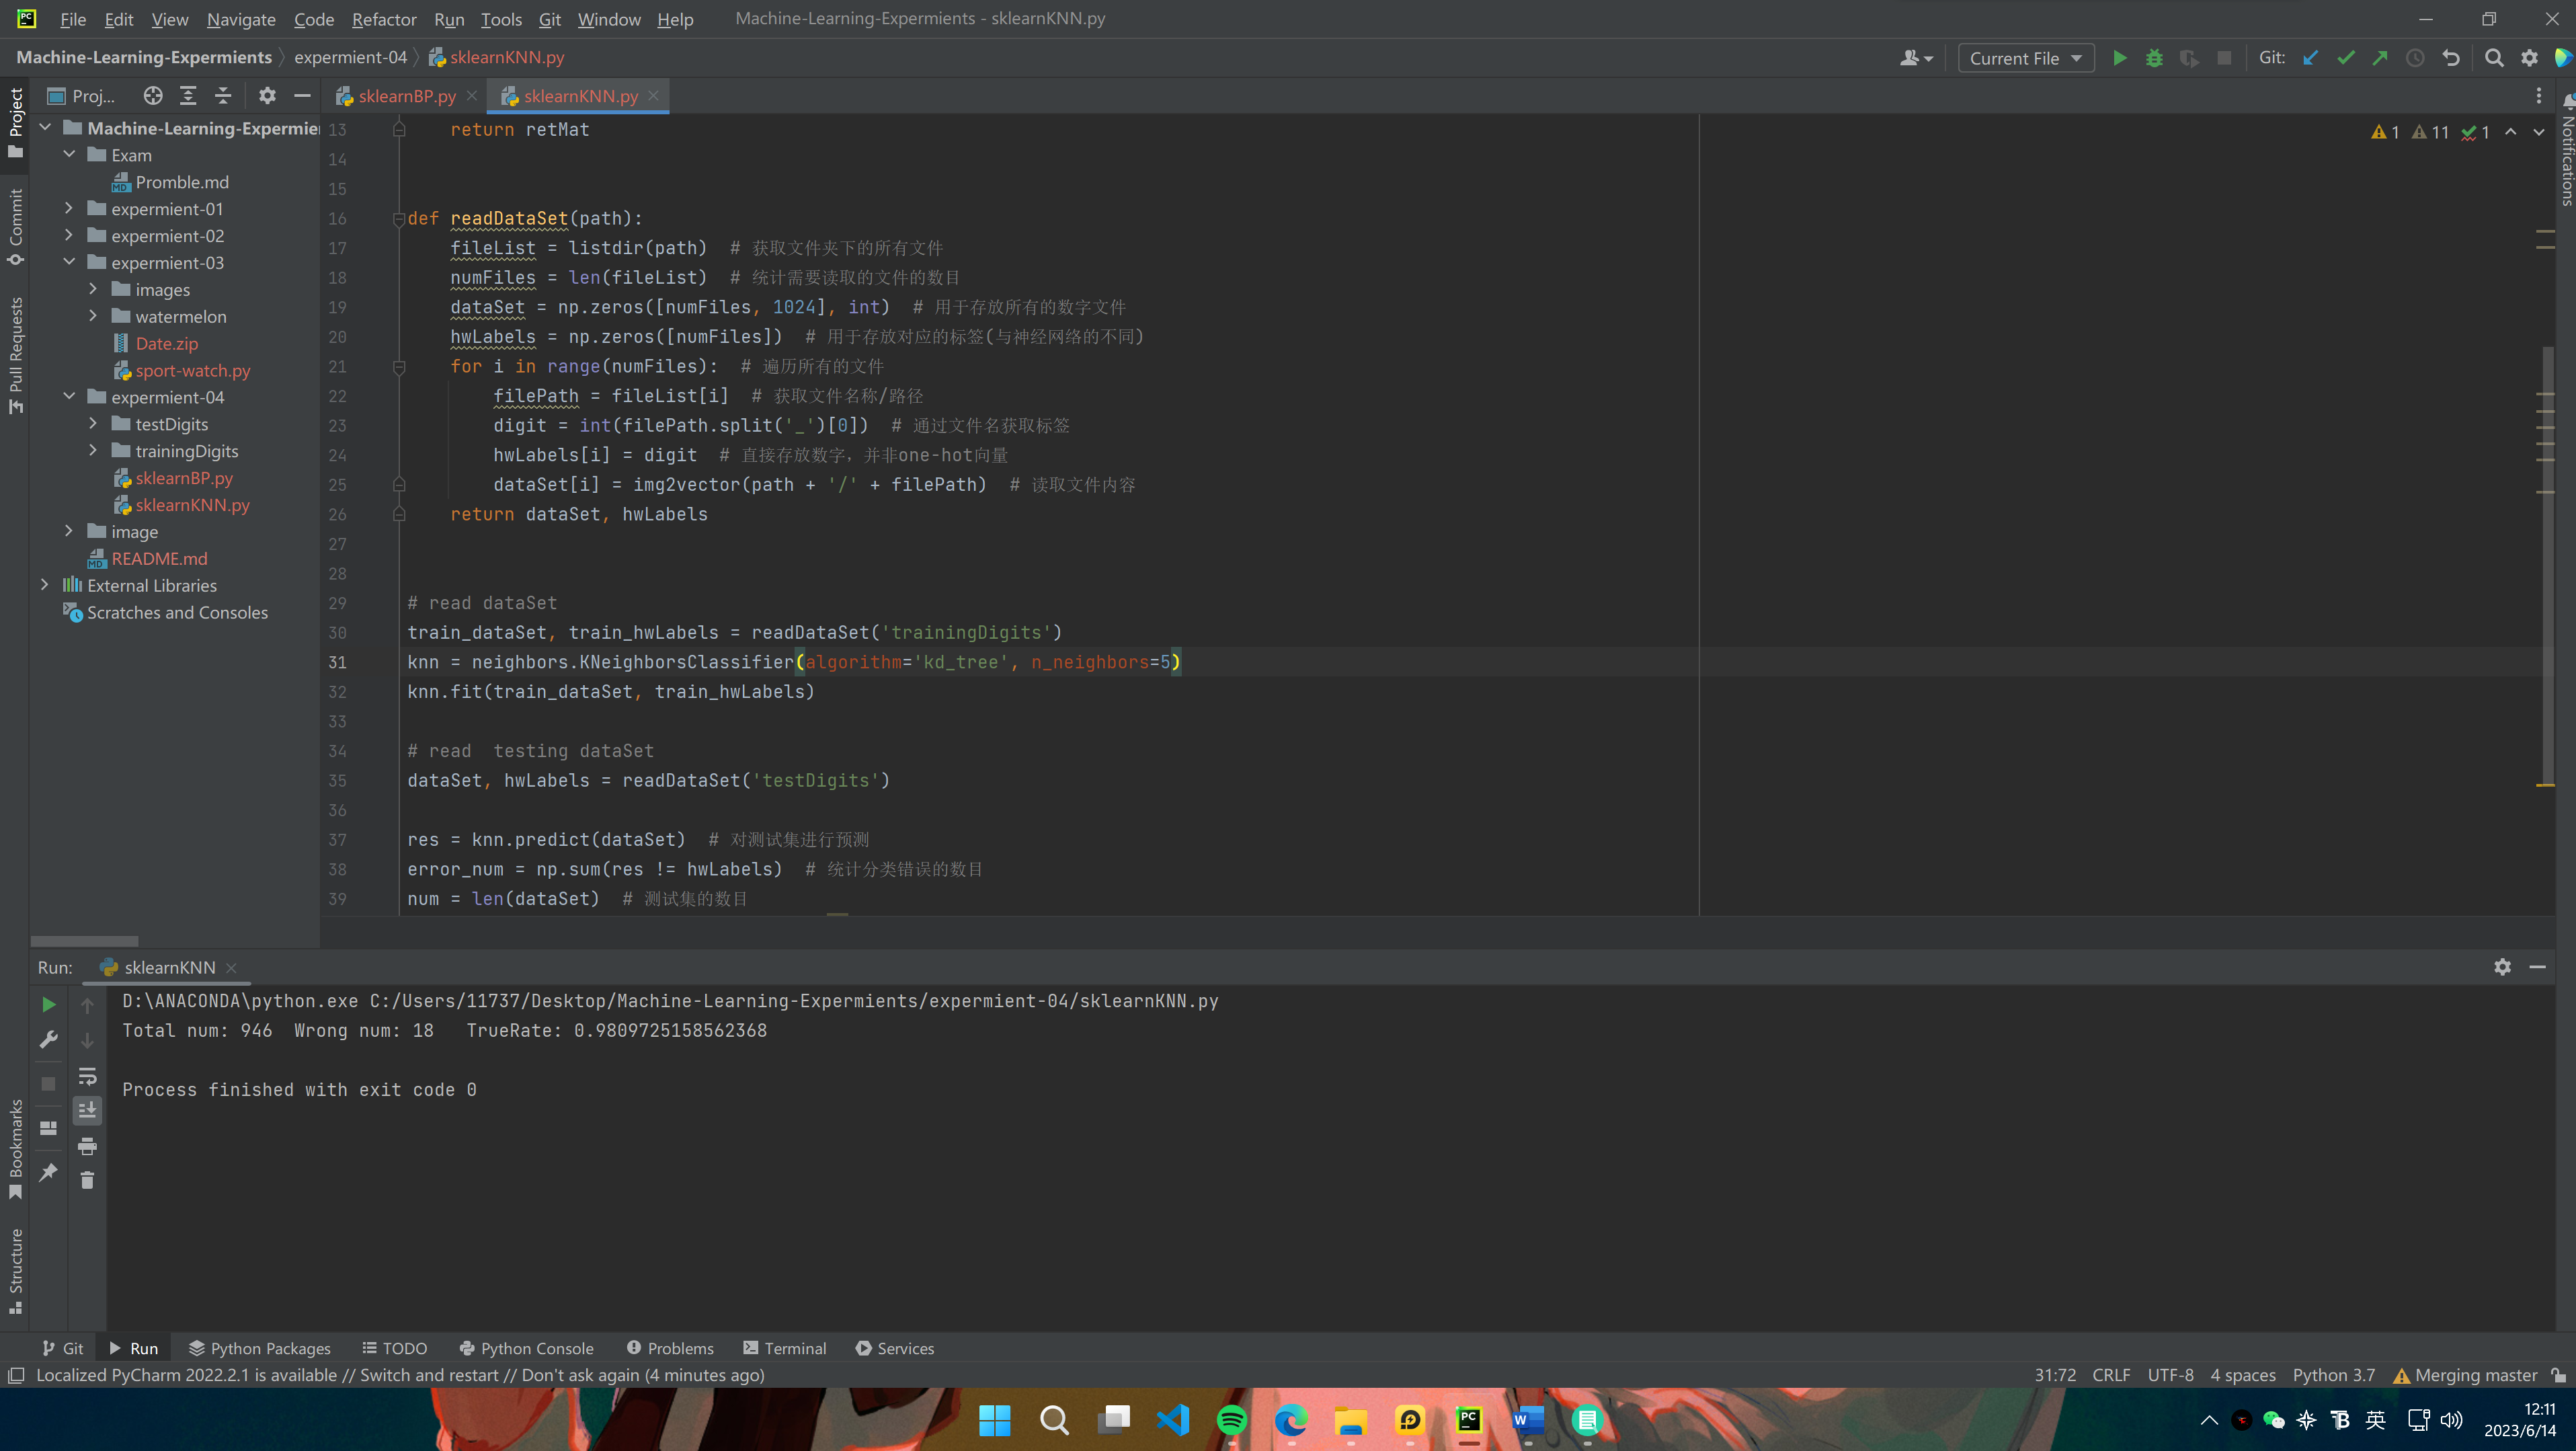 File Edit View Navigate Code Refactor Run Tools Git Window Help Machine-Learning-Expermients - sklearnKNN.py
Machine-Learning-Expermients expermient-04 sklearnKNN.py Current File Git:
Proj... sklearnBP.py sklearnKNN.py
Project
Commit
Pull Requests
Bookmarks
Structure
Notifications
Machine-Learning-Expermie
Exam
Promble.md
expermient-01
expermient-02
expermient-03
images
watermelon
Date.zip
sport-watch.py
expermient-04
testDigits
trainingDigits
sklearnBP.py
sklearnKNN.py
image
README.md
External Libraries
Scratches and Consoles
1 11 1
13 return retMat
14
15
16 def readDataSet(path):
17 fileList = listdir(path) # 获取文件夹下的所有文件
18 numFiles = len(fileList) # 统计需要读取的文件的数目
19 dataSet = np.zeros([numFiles, 1024], int) # 用于存放所有的数字文件
20 hwLabels = np.zeros([numFiles]) # 用于存放对应的标签(与神经网络的不同)
21 for i in range(numFiles): # 遍历所有的文件
22 filePath = fileList[i] # 获取文件名称/路径
23 digit = int(filePath.split('_')[0]) # 通过文件名获取标签
24 hwLabels[i] = digit # 直接存放数字，并非one-hot向量
25 dataSet[i] = img2vector(path + '/' + filePath) # 读取文件内容
26 return dataSet, hwLabels
27
28
29 # read dataSet
30 train_dataSet, train_hwLabels = readDataSet('trainingDigits')
31 knn = neighbors.KNeighborsClassifier(algorithm='kd_tree', n_neighbors=5)
32 knn.fit(train_dataSet, train_hwLabels)
33
34 # read  testing dataSet
35 dataSet, hwLabels = readDataSet('testDigits')
36
37 res = knn.predict(dataSet) # 对测试集进行预测
38 error_num = np.sum(res != hwLabels) # 统计分类错误的数目
39 num = len(dataSet) # 测试集的数目
Run: sklearnKNN
D:\ANACONDA\python.exe C:/Users/11737/Desktop/Machine-Learning-Expermients/expermient-04/sklearnKNN.py
Total num: 946  Wrong num: 18   TrueRate: 0.9809725158562368
Process finished with exit code 0
Git Run Python Packages TODO Python Console Problems Terminal Services
Localized PyCharm 2022.2.1 is available // Switch and restart // Don't ask again (4 minutes ago) 31:72 CRLF UTF-8 4 spaces Python 3.7 Merging master
英 12:11
2023/6/14